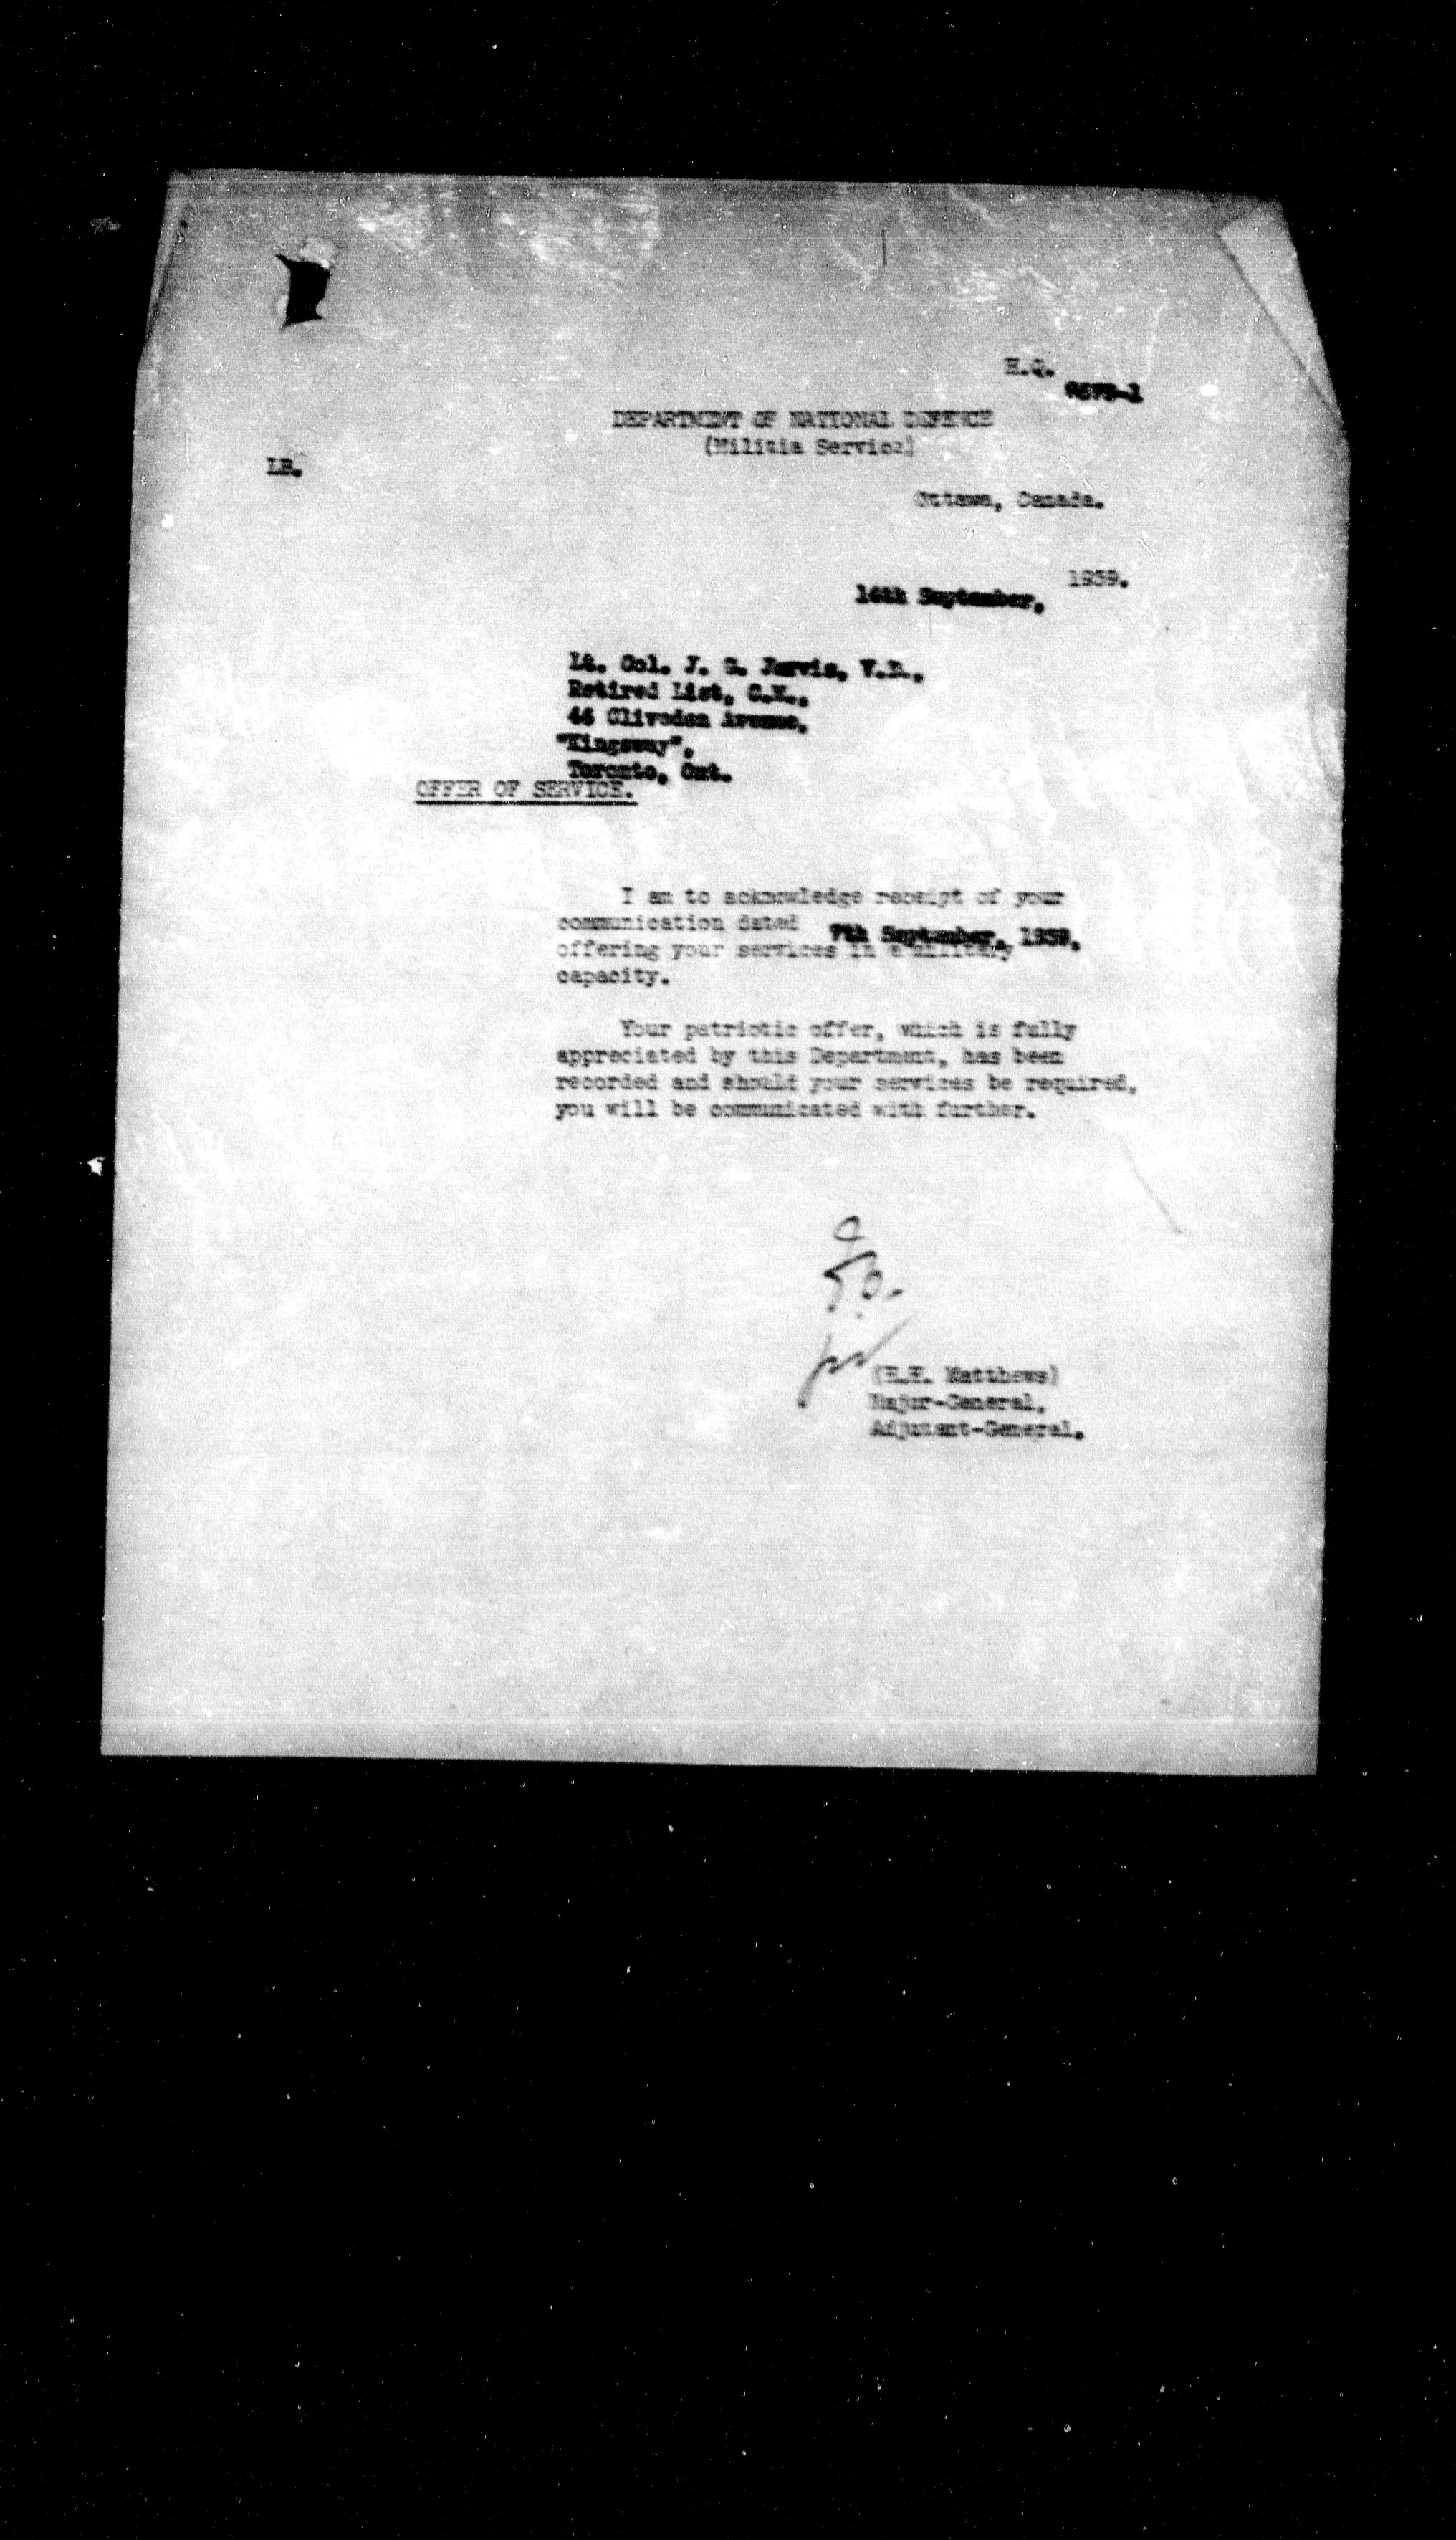 H.Q.
DEPARTMENT OF NATIONAL DEFENCE
(Militia Service)
LB.
Ottawa, Canada.
1939.
September,
Lt. Col. J. G. Jarvis, V.D.,
Retired List, C.M.,
Cliveden Avenue,
"Kingsway",
Toronto, Ont.
OFFER OF SERVICE.
I am to acknowledge receipt of your
communication dated 7th September, 1939,
offering your services in a military
capacity.
Your patriotic offer, which is fully
appreciated by this Department, has been
recorded and should your services be required,
you will be communicated with further.
(H.H. Matthews)
Major-General,
Adjutant-General.